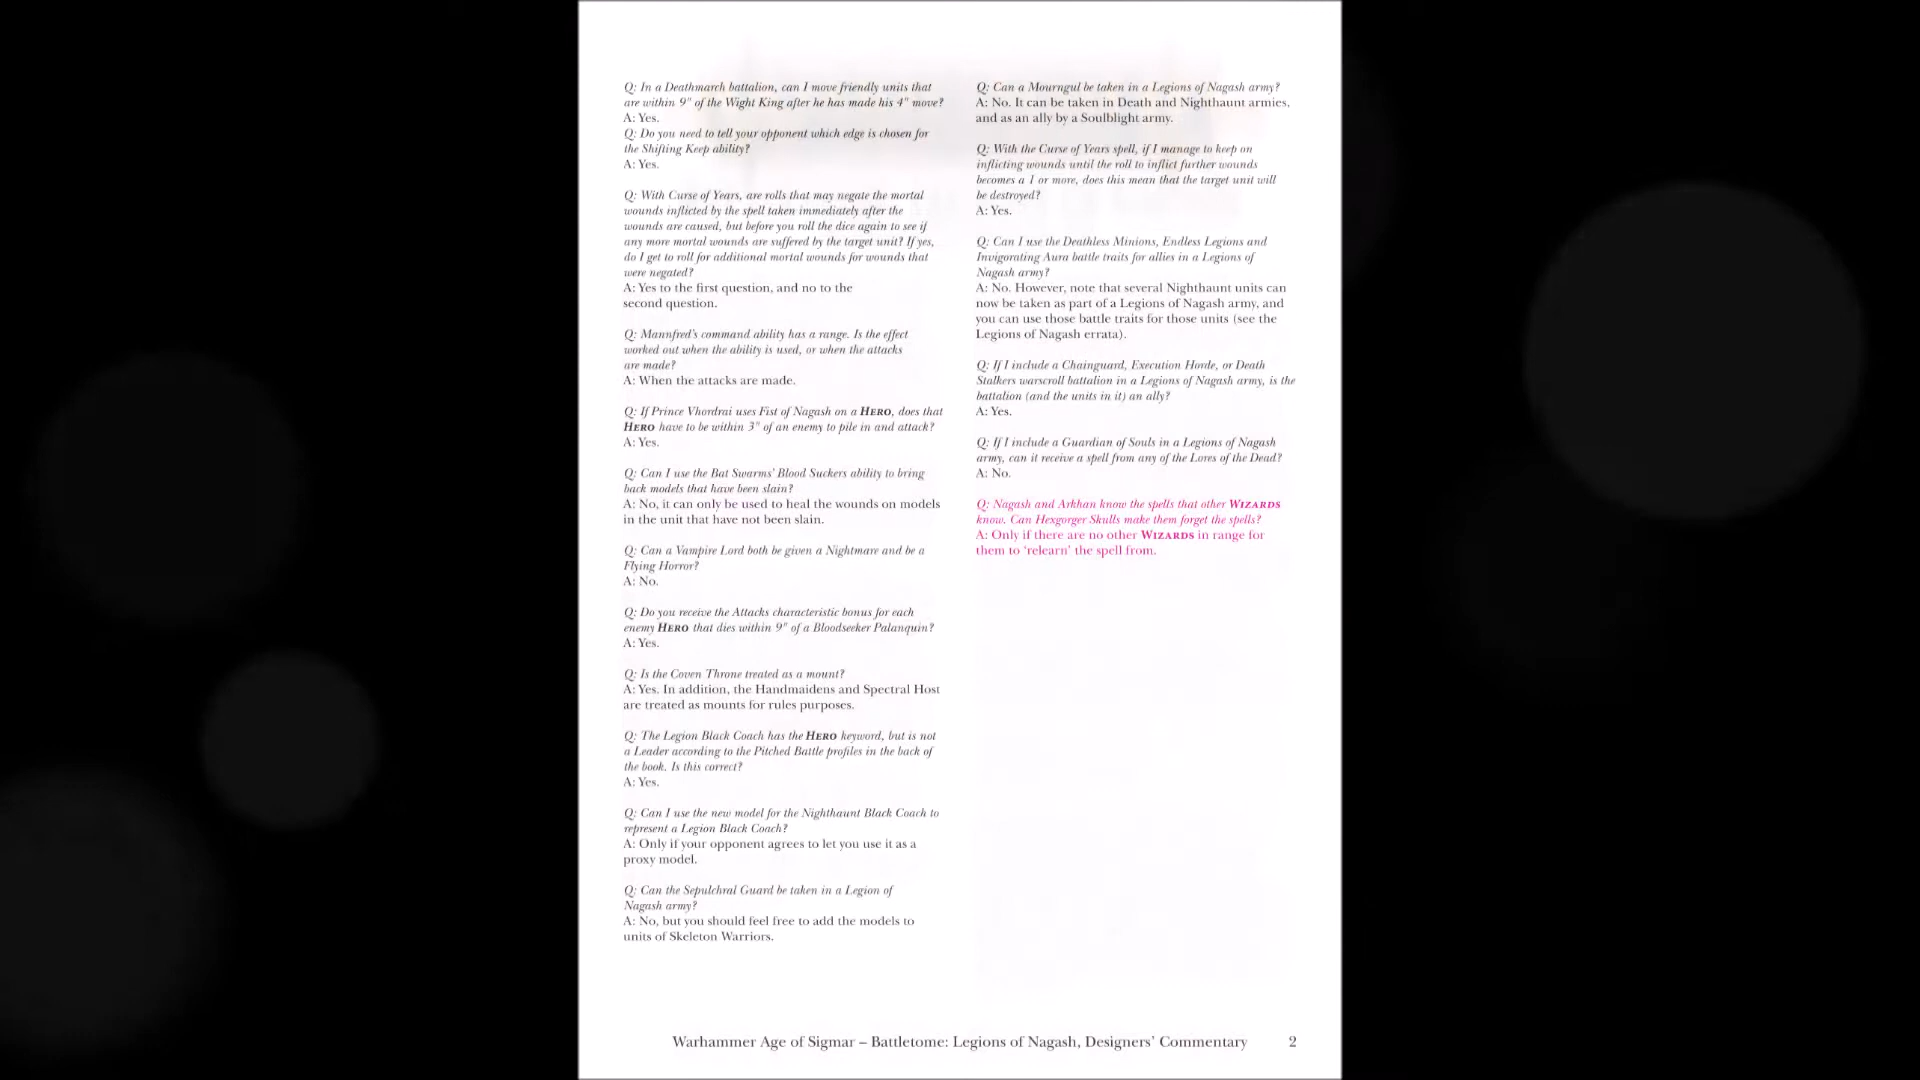 Q: In a Deathmarch battalion, can I move friendly units that
are within 9" of the Wight King after he has made his 4" move?
A: Yes.
Q: Do you need to tell your opponent which edge is chosen for
the Shifting Keep ability?
A: Yes.
Q: With Curse of Years, are rolls that may negate the mortal
wounds inflicted by the spell taken immediately after the
wounds are caused, but before you roll the dice again to see if
any more mortal wounds are suffered by the target unit? If yes,
do I get to roll for additional mortal wounds for wounds that
were negated?
A: Yes to the first question, and no to the
second question.
Q: Mannfred's command ability has a range. Is the effect
worked out when the ability is used, or when the attacks
are made?
A: When the attacks are made.
Q: If Prince Vhordrai uses Fist of Nagash on a HERO, does that
HERO have to be within 3" of an enemy to pile in and attack?
A: Yes.
Q: Can I use the Bat Swarms' Blood Suckers ability to bring
back models that have been slain?
A: No, it can only be used to heal the wounds on models
in the unit that have not been slain.
Q: Can a Vampire Lord both be given a Nightmare and be a
Flying Horror?
A: No.
Q: Do you receive the Attacks characteristic bonus for each
enemy HERO that dies within 9" of a Bloodseeker Palanquin?
A: Yes.
Q: Is the Coven Throne treated as a mount?
A: Yes. In addition, the Handmaidens and Spectral Host
are treated as mounts for rules purposes.
Q: The Legion Black Coach has the HERO keyword, but is not
a Leader according to the Pitched Battle profiles in the back of
the book. Is this correct?
A: Yes.
Q: Can I use the new model for the Nighthaunt Black Coach to
represent a Legion Black Coach?
A: Only if your opponent agrees to let you use it as a
proxy model.
Q: Can the Sepulchral Guard be taken in a Legion of
Nagash army?
A: No, but you should feel free to add the models to
units of Skeleton Warriors.
Q: Can a Mourngul be taken in a Legions of Nagash army?
A: No. It can be taken in Death and Nighthaunt armies,
and as an ally by a Soulblight army.
Q: With the Curse of Years spell, if I manage to keep on
inflicting wounds until the roll to inflict further wounds
becomes a 1 or more, does this mean that the target unit will
be destroyed?
A: Yes.
Q: Can I use the Deathless Minions, Endless Legions and
Invigorating Aura battle traits for allies in a Legions of
Nagash army?
A: No. However, note that several Nighthaunt units can
now be taken as part of a Legions of Nagash army, and
you can use those battle traits for those units (see the
Legions of Nagash errata).
Q: If I include a Chainguard, Execution Horde, or Death
Stalkers warscroll battalion in a Legions of Nagash army, is the
battalion (and the units in it) an ally?
A: Yes.
Q: If I include a Guardian of Souls in a Legions of Nagash
army, can it receive a spell from any of the Lores of the Dead?
A: No.
Q: Nagash and Arkhan know the spells that other WIZARDS
know. Can Hexgorger Skulls make them forget the spells?
A: Only if there are no other WIZARDS in range for
them to 'relearn' the spell from.
Warhammer Age of Sigmar – Battletome: Legions of Nagash, Designers' Commentary 2